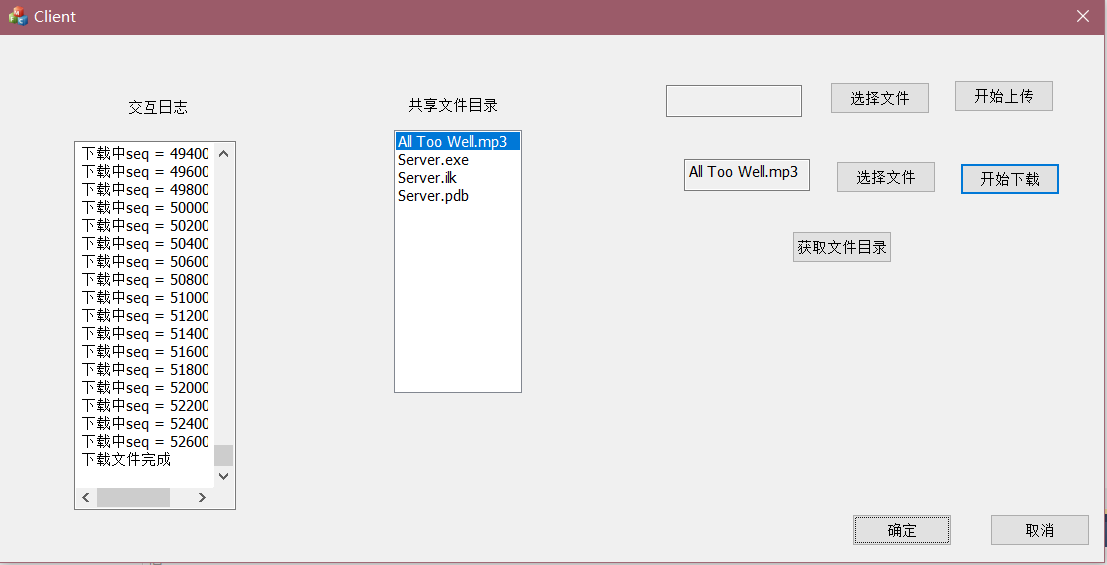 Client
交互日志
下载中seq = 49400
下载中seq = 49600
下载中seq = 49800
下载中seq = 50000
下载中seq = 50200
下载中seq = 50400
下载中seq = 50600
下载中seq = 50800
下载中seq = 51000
下载中seq = 51200
下载中seq = 51400
下载中seq = 51600
下载中seq = 51800
下载中seq = 52000
下载中seq = 52200
下载中seq = 52400
下载中seq = 52600
下载文件完成
共享文件目录
All Too Well.mp3
Server.exe
Server.ilk
Server.pdb
选择文件
开始上传
All Too Well.mp3
选择文件
开始下载
获取文件目录
确定
取消